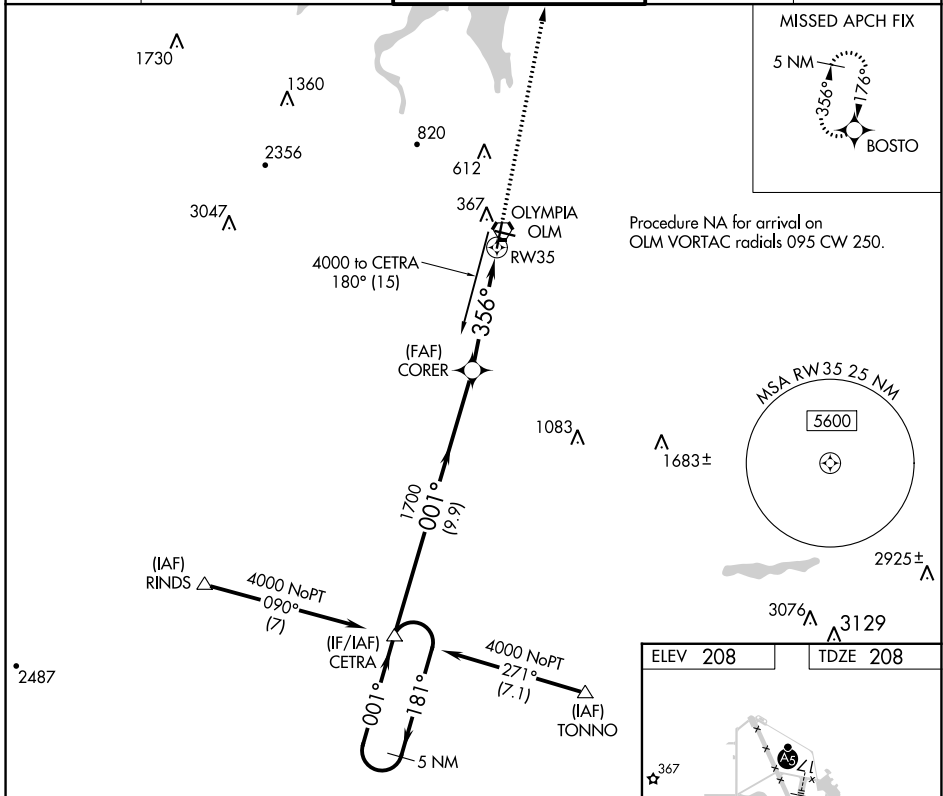 MISSED APCH FIX
5 NM
356°
176°
BOSTO
1730
1360
820
2356
612
3047
367
OLYMPIA
OLM
RW35
Procedure NA for arrival on
OLM VORTAC radials 095 CW 250.
4000 to CETRA
180° (15)
356°
(FAF)
CORER
MSA RW35 25 NM
5600
1083
1683±
1700
001°
(9.9)
2925±
(IAF)
RINDS
4000 NoPT
090°
(7)
3076
3129
(IF/IAF)
CETRA
4000 NoPT
271°
(7.1)
(IAF)
TONNO
2487
001°
181°
5 NM
ELEV 208
TDZE 208
A5
17
367